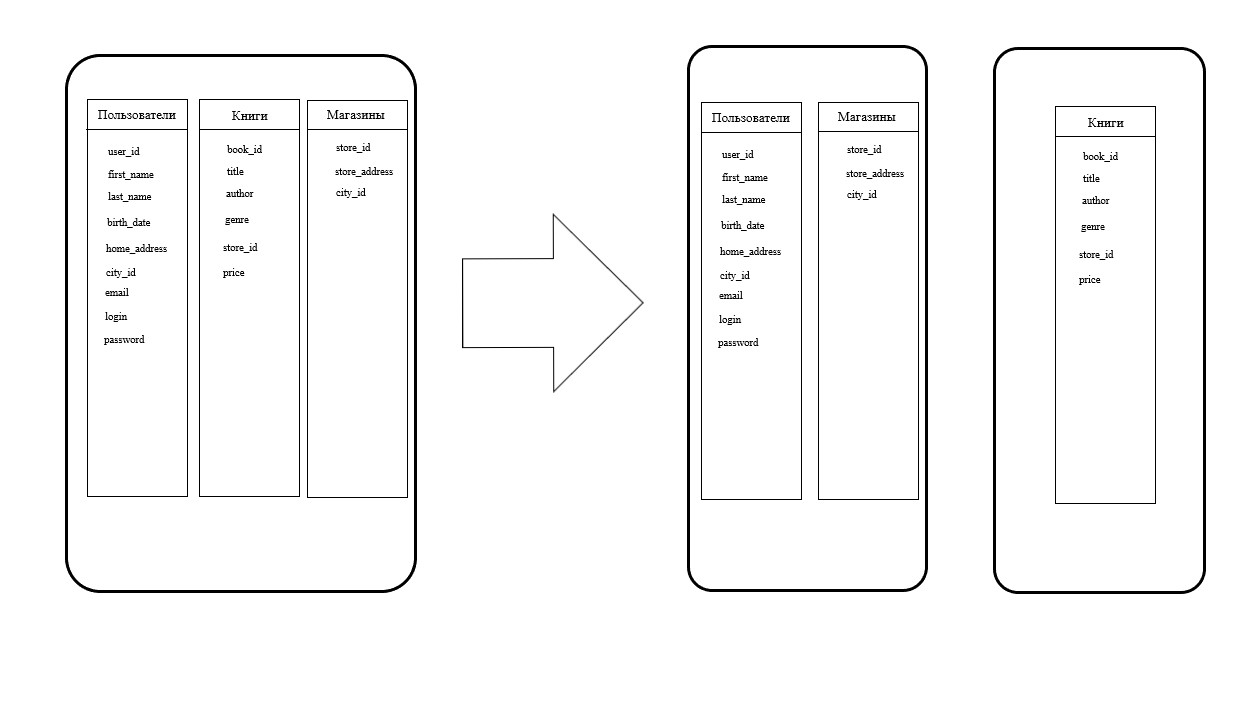 Пользователи
user_id
first_name
last_name
birth_date
home_address
city_id
email
login
password
Книги
book_id
title
author
genre
store_id
price
Магазины
store_id
store_address
city_id
Пользователи
user_id
first_name
last_name
birth_date
home_address
city_id
email
login
password
Магазины
store_id
store_address
city_id
Книги
book_id
title
author
genre
store_id
price